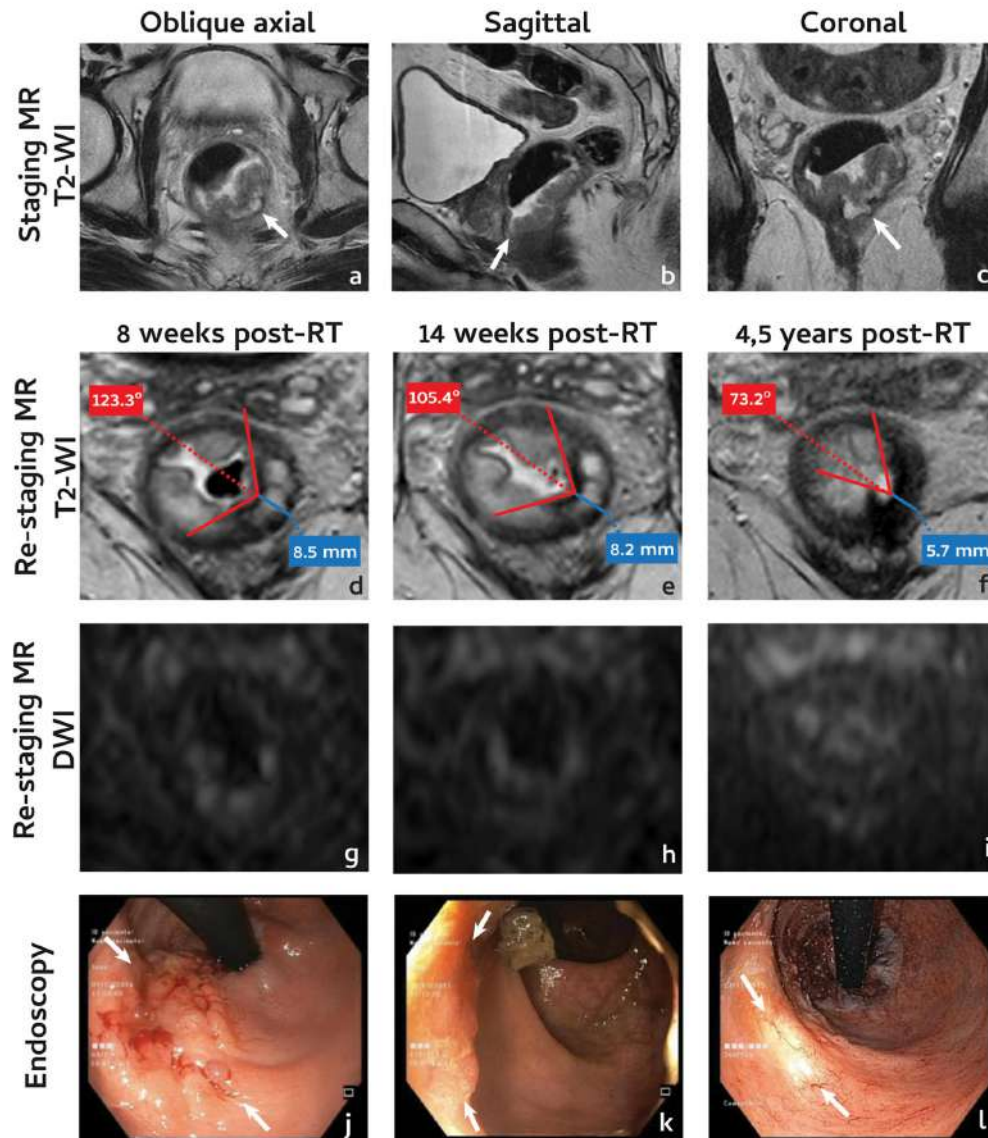 Oblique axial
Sagittal
Coronal
Staging MR
T2-WI
a
b
c
8 weeks post-RT
14 weeks post-RT
4,5 years post-RT
Re-staging MR
T2-WI
123.3°
8.5 mm
d
105.4°
8.2 mm
e
73.2°
5.7 mm
f
Re-staging MR
DWI
g
h
i
Endoscopy
j
k
l